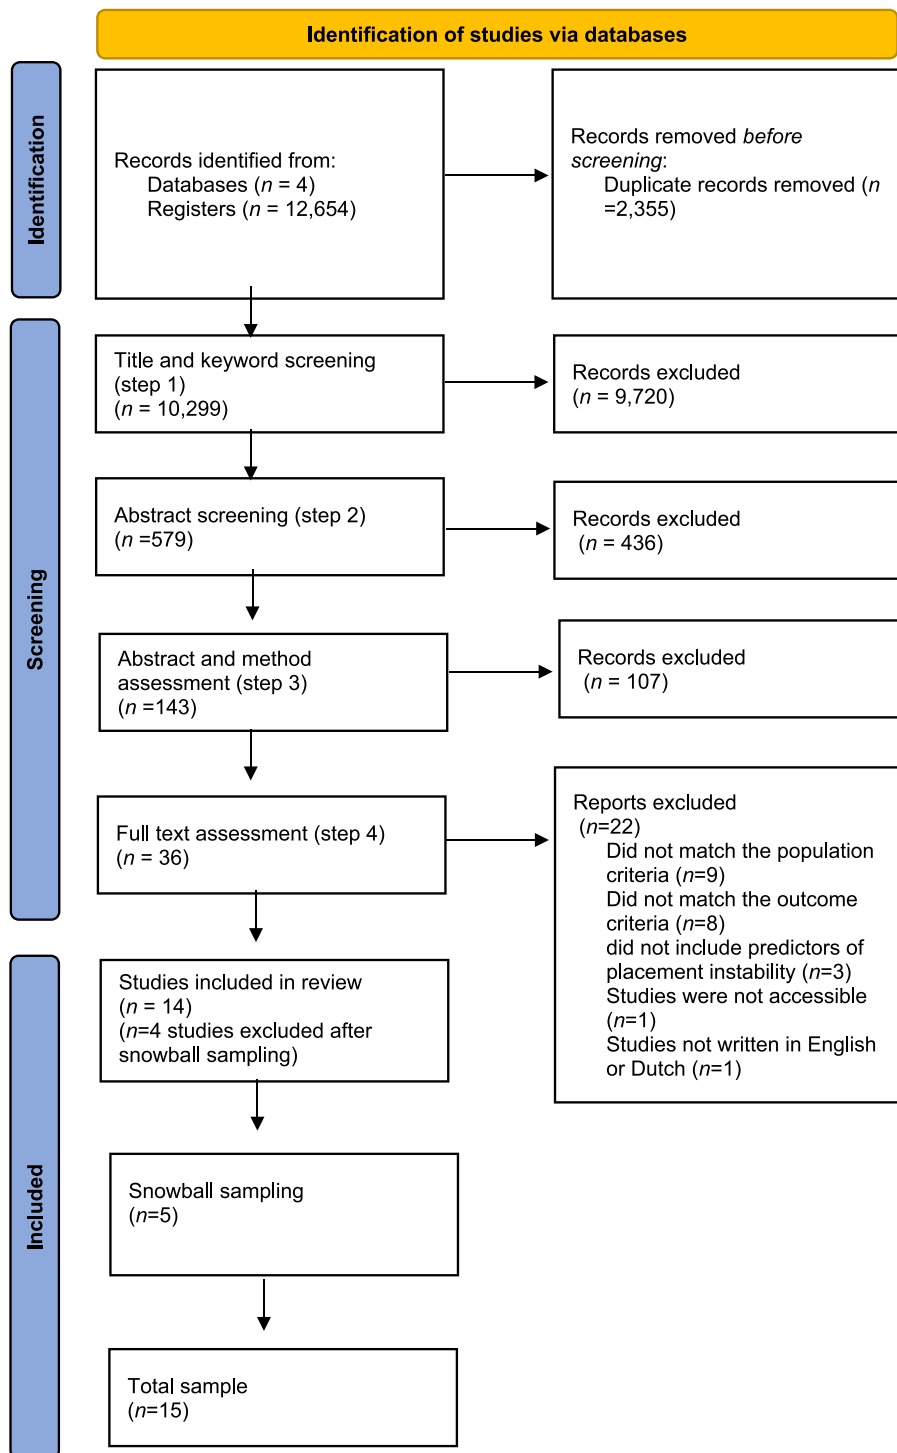 Identification of studies via databases
Identification
Records identified from:
Databases (n = 4)
Registers (n = 12,654)
Records removed before
screening:
Duplicate records removed (n
=2,355)
Screening
Title and keyword screening
(step 1)
(n = 10,299)
Records excluded
(n = 9,720)
Abstract screening (step 2)
(n =579)
Records excluded
(n = 436)
Abstract and method
assessment (step 3)
(n =143)
Records excluded
(n = 107)
Full text assessment (step 4)
(n = 36)
Reports excluded
(n=22)
Did not match the population
criteria (n=9)
Did not match the outcome
criteria (n=8)
did not include predictors of
placement instability (n=3)
Studies were not accessible
(n=1)
Studies not written in English
or Dutch (n=1)
Included
Studies included in review
(n = 14)
(n=4 studies excluded after
snowball sampling)
Snowball sampling
(n=5)
Total sample
(n=15)